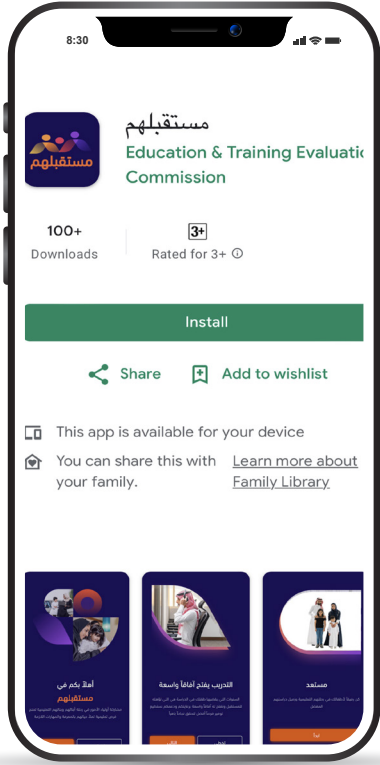 8:30
مستقبلهم
مستقبلهم
Education & Training Evaluatic
Commission
100+
Downloads
3+
Rated for 3+
Install
Share
Add to wishlist
This app is available for your device
You can share this with
your family.
Learn more about
Family Library
أهلاً بكم في
مستقبلهم
التدريب يفتح آفاقاً واسعة
مستعد
ابدأ